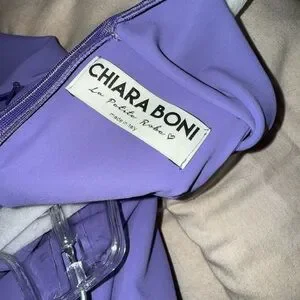 CHIARA BONI
La Petite Robe ♡
made in Italy